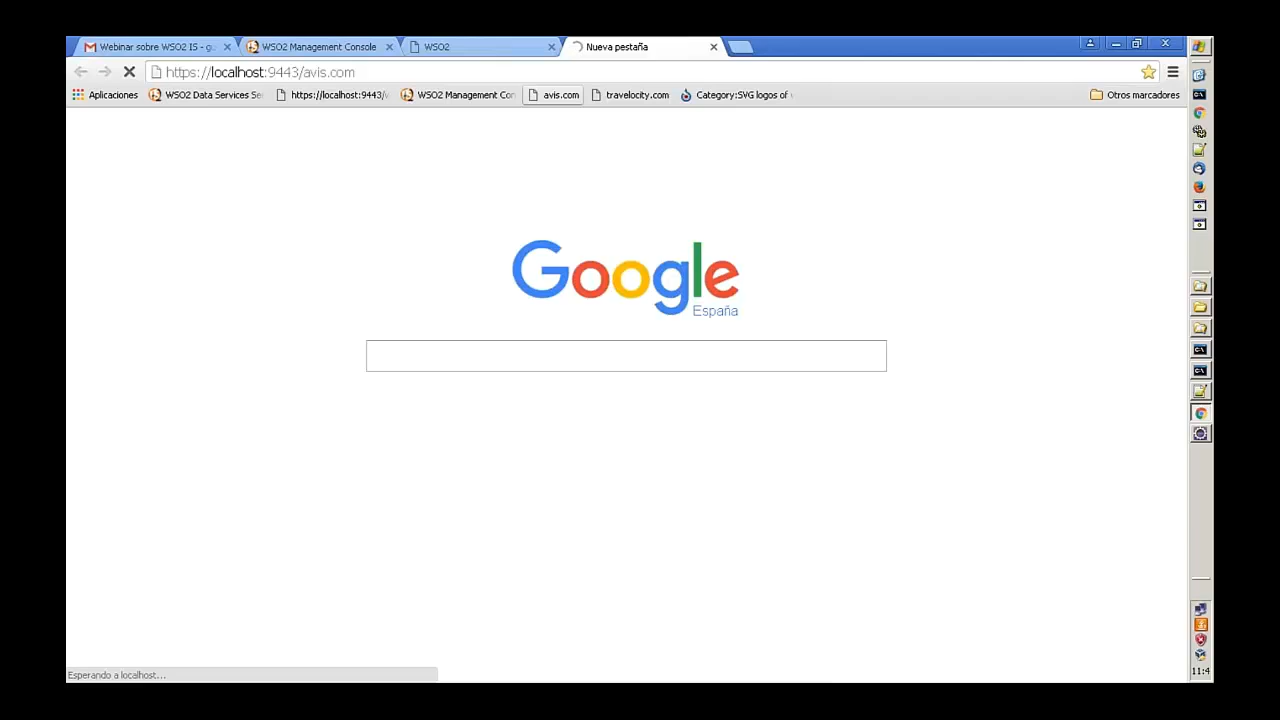 Webinar sobre WSO2 IS - g
WSO2 Management Console
WSO2
Nueva pestaña
https://localhost:9443/avis.com
Aplicaciones
WSO2 Data Services Se
https://localhost:9443/
WSO2 Management Con
avis.com
travelocity.com
Category:SVG logos of
Otros marcadores
Google
España
Esperando a localhost...
11:4